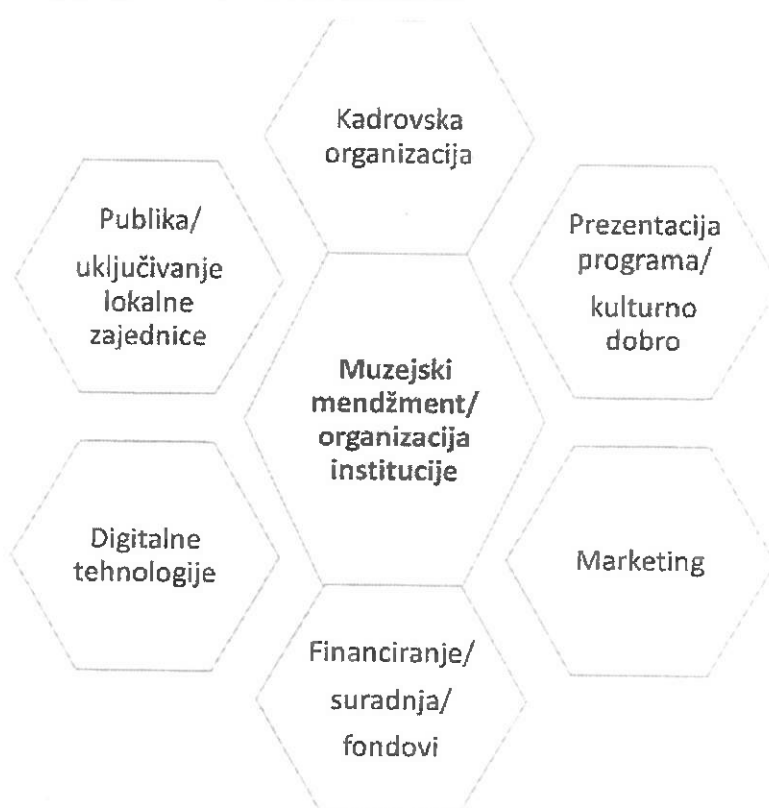 Kadrovska
organizacija
Publika/
uključivanje
lokalne
zajednice
Prezentacija
programa/
kulturno
dobro
Muzejski
mendžment/
organizacija
institucije
Digitalne
tehnologije
Marketing
Financiranje/
suradnja/
fondovi